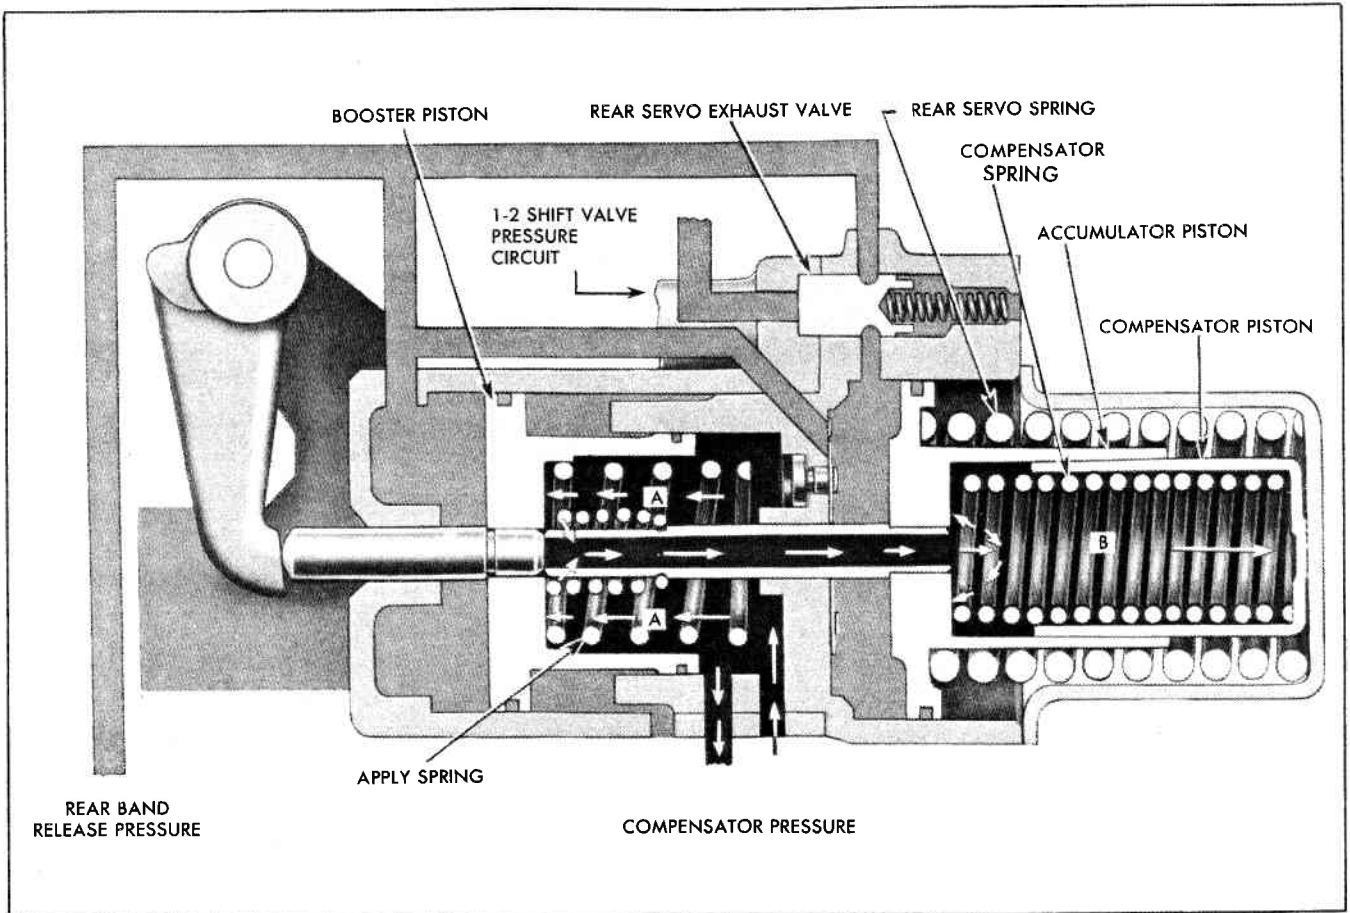 BOOSTER PISTON
REAR SERVO EXHAUST VALVE
REAR SERVO SPRING
COMPENSATOR
SPRING
1-2 SHIFT VALVE
PRESSURE
CIRCUIT
ACCUMULATOR PISTON
COMPENSATOR PISTON
A
B
A
APPLY SPRING
REAR BAND
RELEASE PRESSURE
COMPENSATOR PRESSURE